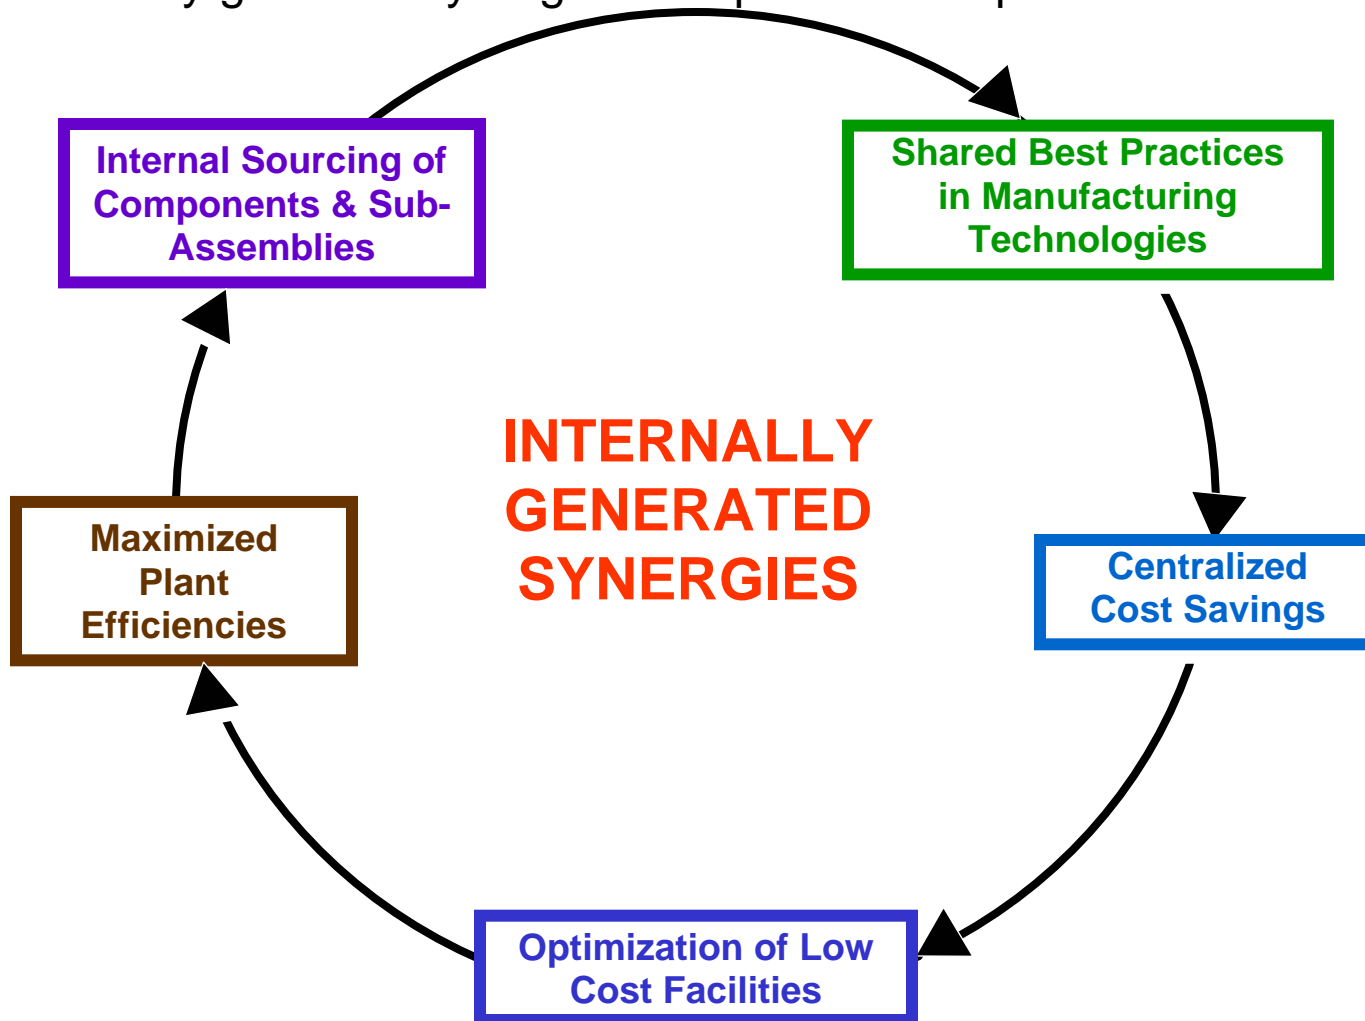 Internal Sourcing of
Components & Sub-
Assemblies
Shared Best Practices
in Manufacturing
Technologies
INTERNALLY
GENERATED
SYNERGIES
Maximized
Plant
Efficiencies
Centralized
Cost Savings
Optimization of Low
Cost Facilities